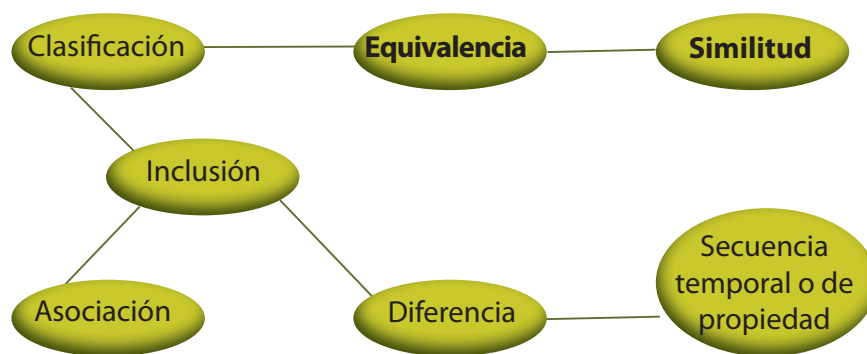 Clasificación
Equivalencia
Similitud
Inclusión
Asociación
Diferencia
Secuencia
temporal o de
propiedad